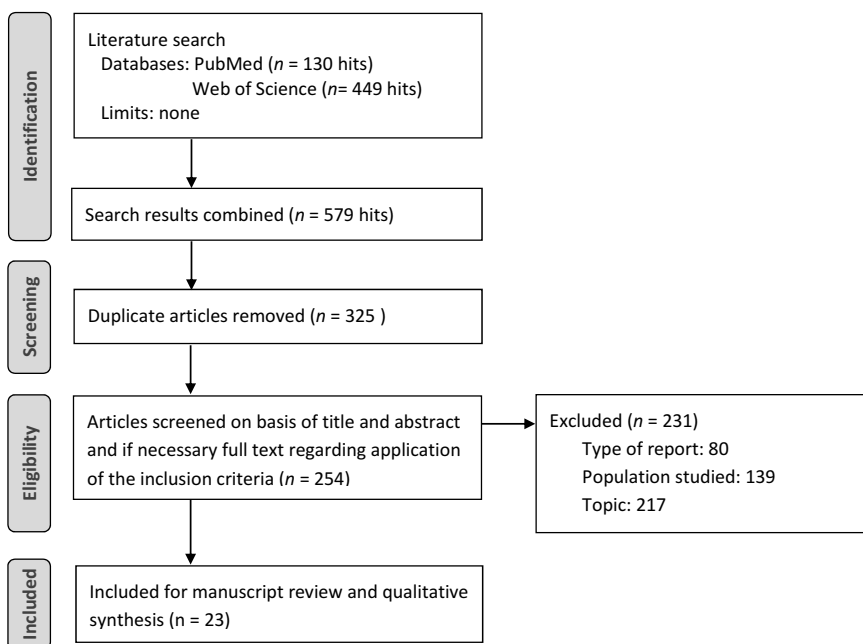 Identification
Literature search
Databases: PubMed (n = 130 hits)
Web of Science (n= 449 hits)
Limits: none
Search results combined (n = 579 hits)
Screening
Duplicate articles removed (n = 325 )
Eligibility
Articles screened on basis of title and abstract
and if necessary full text regarding application
of the inclusion criteria (n = 254)
Excluded (n = 231)
Type of report: 80
Population studied: 139
Topic: 217
Included
Included for manuscript review and qualitative
synthesis (n = 23)